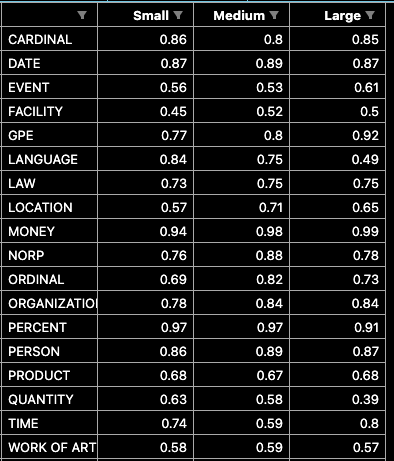 Small Medium Large
CARDINAL 0.86 0.8 0.85
DATE 0.87 0.89 0.87
EVENT 0.56 0.53 0.61
FACILITY 0.45 0.52 0.5
GPE 0.77 0.8 0.92
LANGUAGE 0.84 0.75 0.49
LAW 0.73 0.75 0.75
LOCATION 0.57 0.71 0.65
MONEY 0.94 0.98 0.99
NORP 0.76 0.88 0.78
ORDINAL 0.69 0.82 0.73
ORGANIZATIO 0.78 0.84 0.84
PERCENT 0.97 0.97 0.91
PERSON 0.86 0.89 0.87
PRODUCT 0.68 0.67 0.68
QUANTITY 0.63 0.58 0.39
TIME 0.74 0.59 0.8
WORK OF ART 0.58 0.59 0.57